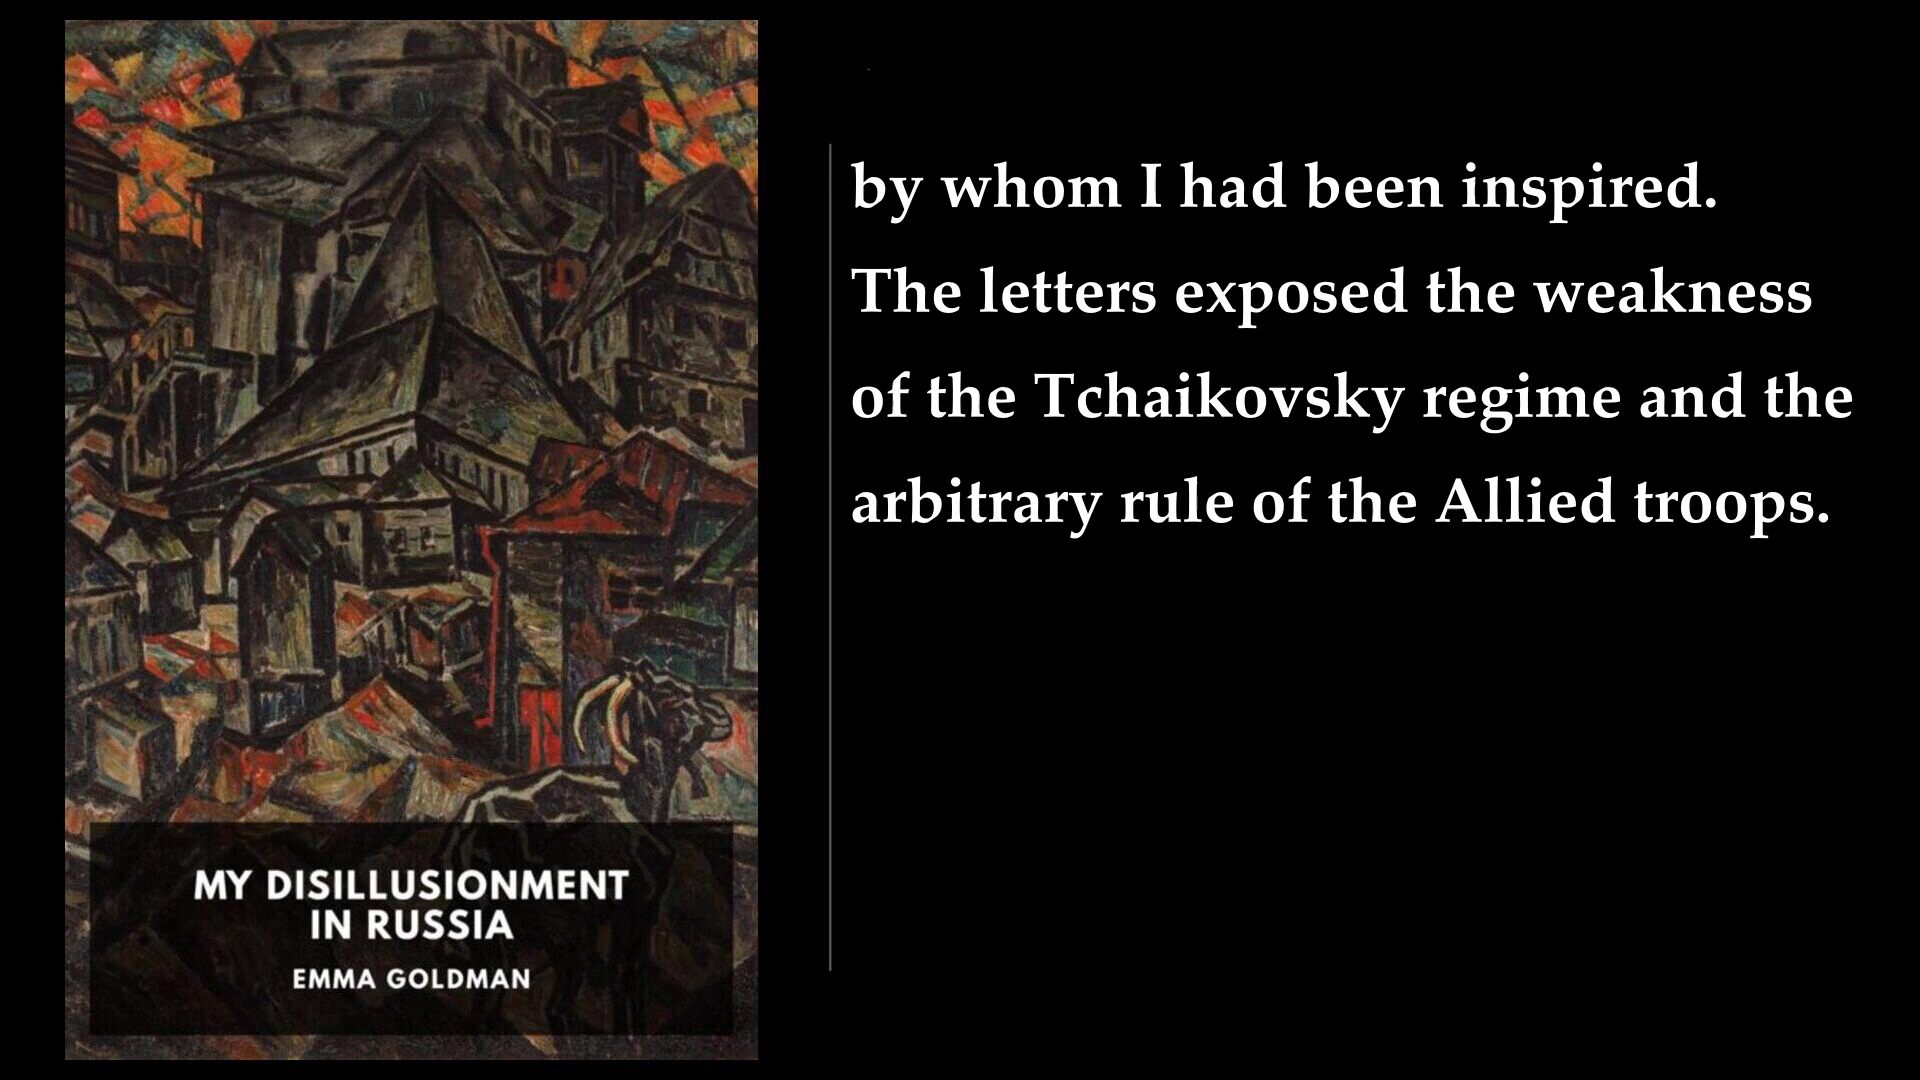 by whom I had been inspired.
The letters exposed the weakness
of the Tchaikovsky regime and the
arbitrary rule of the Allied troops.
MY DISILLUSIONMENT
IN RUSSIA
EMMA GOLDMAN